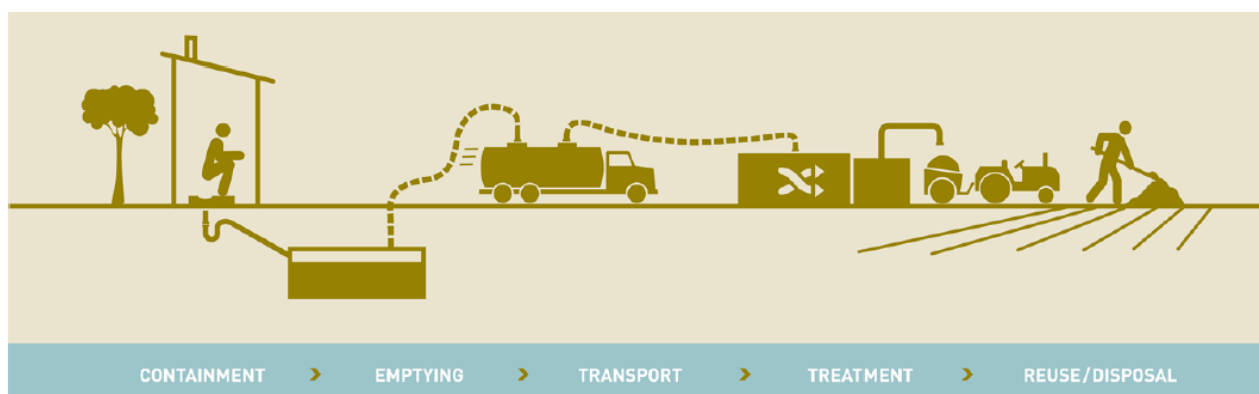 CONTAINMENT > EMPTYING > TRANSPORT > TREATMENT > REUSE/DISPOSAL